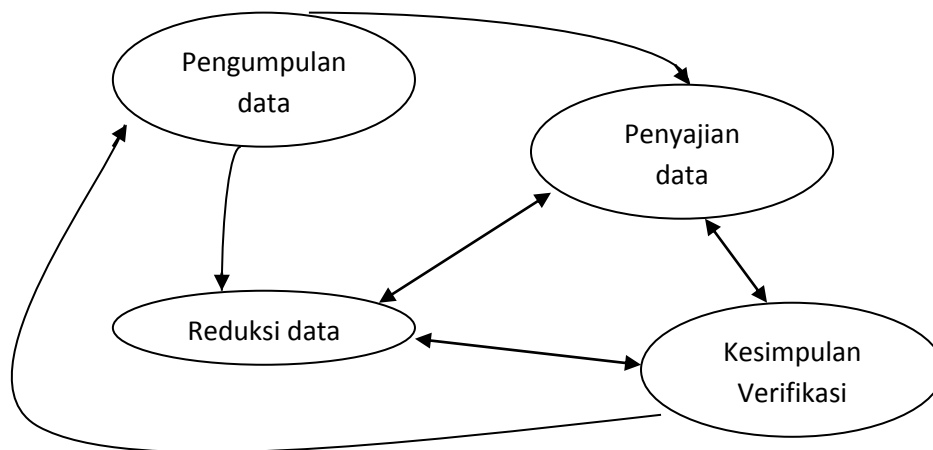 Pengumpulan
data
Penyajian
data
Reduksi data
Kesimpulan
Verifikasi